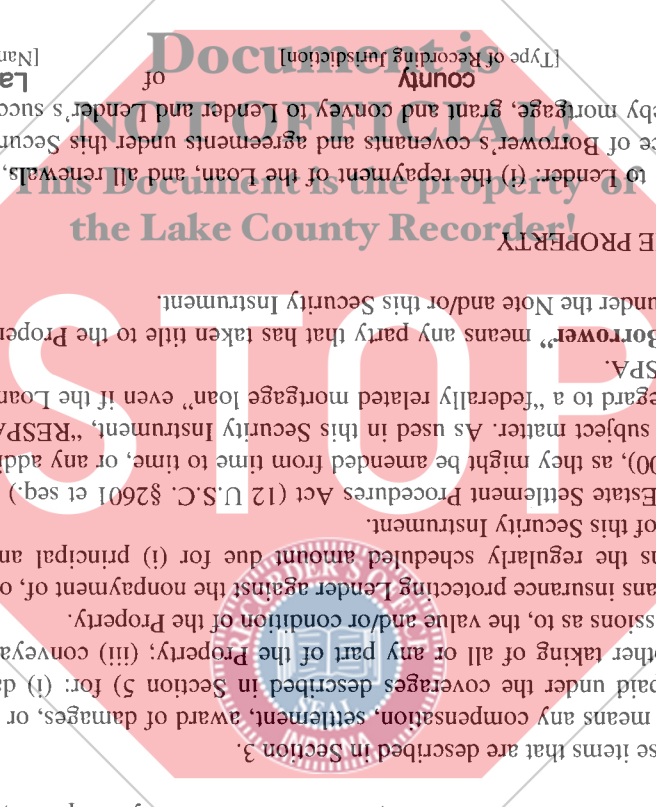 Document is
NOT OFFICIAL!
This Document is the property of
the Lake County Recorder!
STOP
RECORDER'S OFFICE
SEAL
INDIANA
se items that are described in Section 3.
means any compensation, settlement, award of damages, or
paid under the coverages described in Section 5) for: (i) da
other taking of all or any part of the Property; (iii) conveya
ssions as to, the value and/or condition of the Property.
ans insurance protecting Lender against the nonpayment of, o
ns the regularly scheduled amount due for (i) principal an
of this Security Instrument.
Estate Settlement Procedures Act (12 U.S.C. §2601 et seq.)
00), as they might be amended from time to time, or any addi
subject matter. As used in this Security Instrument, “RESPA
egard to a “federally related mortgage loan” even if the Loan
SPA.
Borrower” means any party that has taken title to the Proper
under the Note and/or this Security Instrument.
E PROPERTY
to Lender: (i) the repayment of the Loan, and all renewals,
ce of Borrower’s covenants and agreements under this Secur
eby mortgage, grant and convey to Lender and Lender’s succ
county of La
[Type of Recording Jurisdiction] [Nam